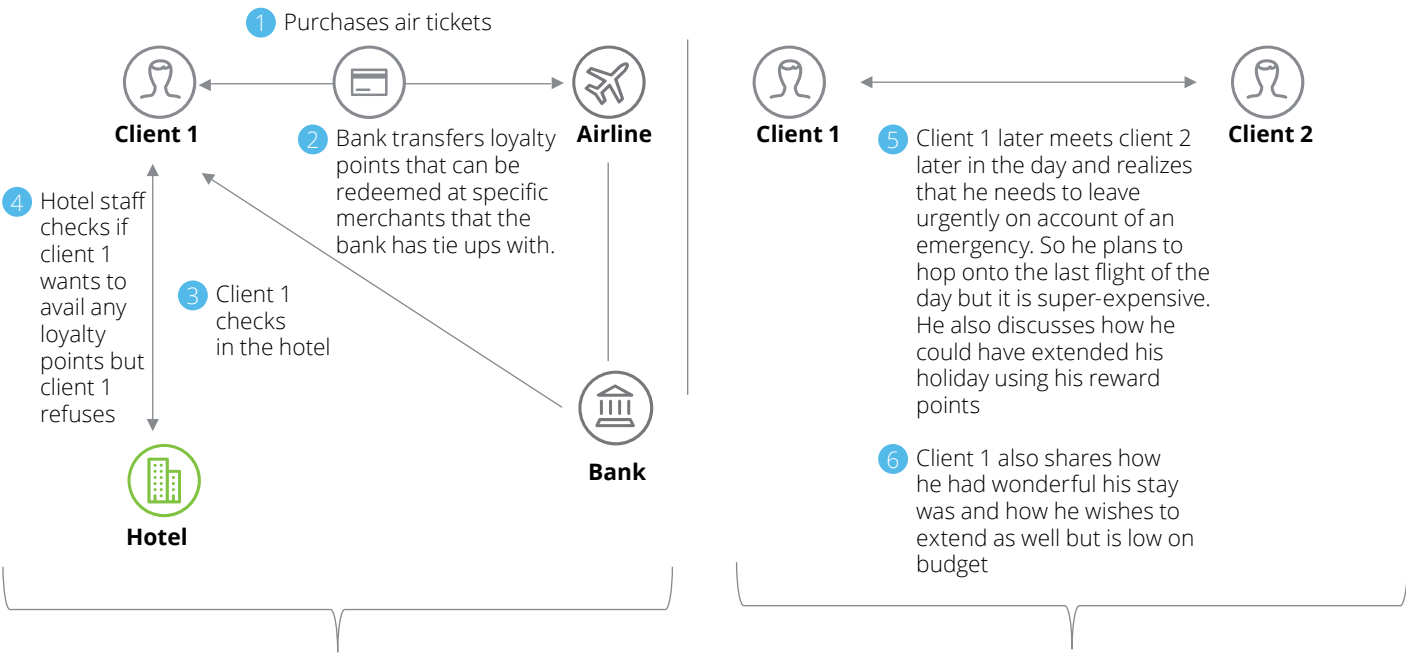 1 Purchases air tickets
Client 1
Airline
2 Bank transfers loyalty
points that can be
redeemed at specific
merchants that the
bank has tie ups with.
4 Hotel staff
checks if
client 1
wants to
avail any
loyalty
points but
client 1
refuses
3 Client 1
checks
in the hotel
Bank
Hotel
Client 1
Client 2
5 Client 1 later meets client 2
later in the day and realizes
that he needs to leave
urgently on account of an
emergency. So he plans to
hop onto the last flight of the
day but it is super-expensive.
He also discusses how he
could have extended his
holiday using his reward
points
6 Client 1 also shares how
he had wonderful his stay
was and how he wishes to
extend as well but is low on
budget